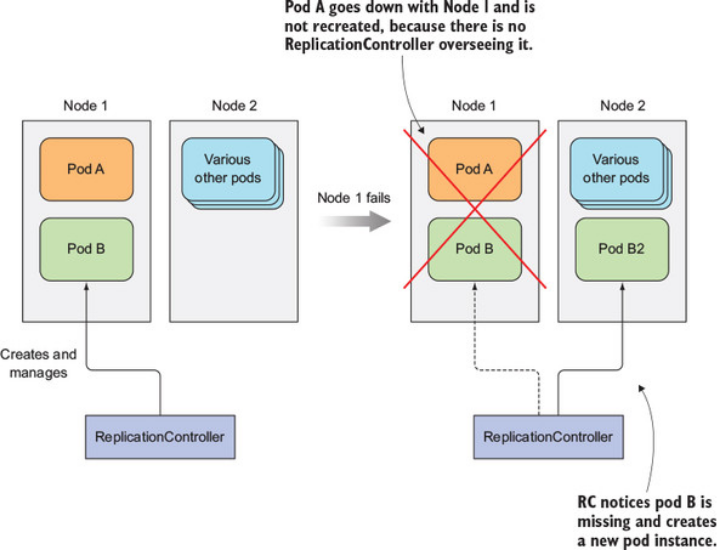 Pod A goes down with Node 1 and is
not recreated, because there is no
ReplicationController overseeing it.
Node 1
Node 2
Node 1
Node 2
Pod A
Various
other pods
Pod A
Various
other pods
Node 1 fails
Pod B
Pod B
Pod B2
Creates and
manages
ReplicationController
ReplicationController
RC notices pod B is
missing and creates
a new pod instance.